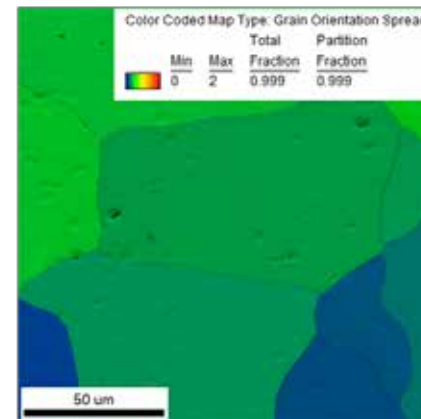 Color Coded Map Type: Grain Orientation Sprea
Total Partition
Min Max Fraction Fraction
0 2 0.999 0.999
50 um